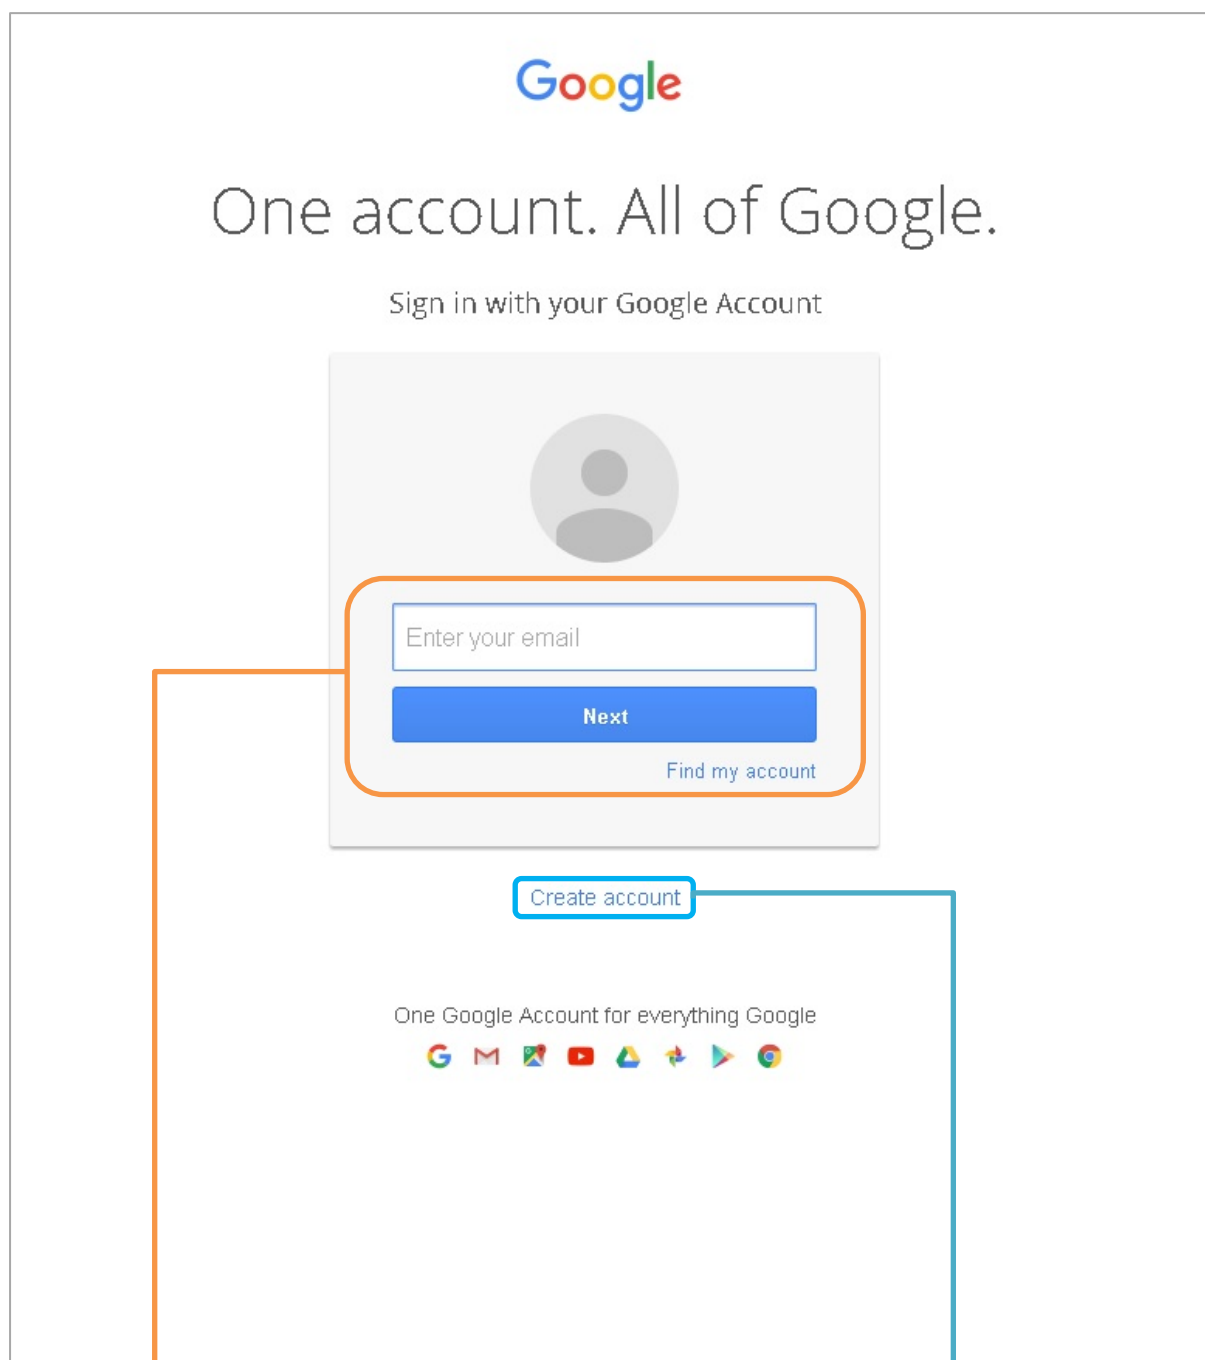 Google
One account. All of Google.
Sign in with your Google Account
Enter your email
Next
Find my account
Create account
One Google Account for everything Google